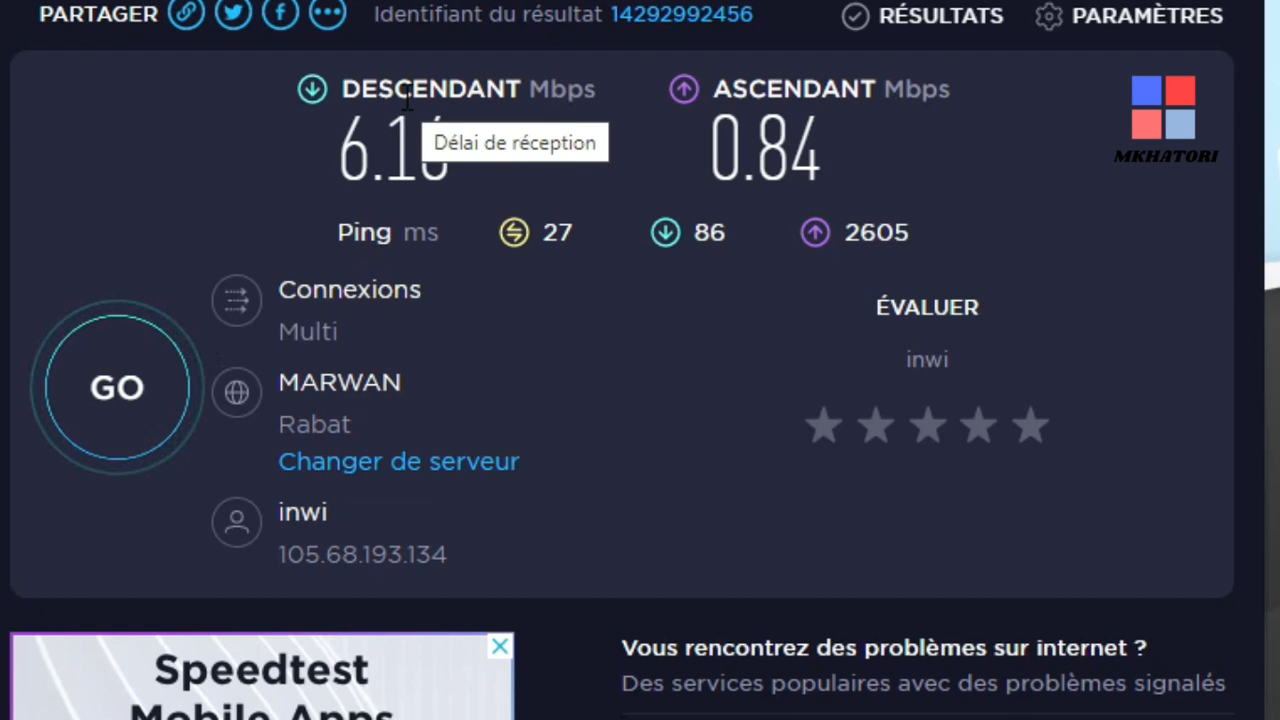 PARTAGER Identifiant du résultat 14292992456 RÉSULTATS PARAMÈTRES
DESCENDANT Mbps ASCENDANT Mbps
Délai de réception
0.84
MKHATORI
Ping ms 27 86 2605
Connexions
Multi
MARWAN
Rabat
Changer de serveur
inwi
105.68.193.134
GO
ÉVALUER
inwi
Speedtest
Mobile Apps
Vous rencontrez des problèmes sur internet ?
Des services populaires avec des problèmes signalés